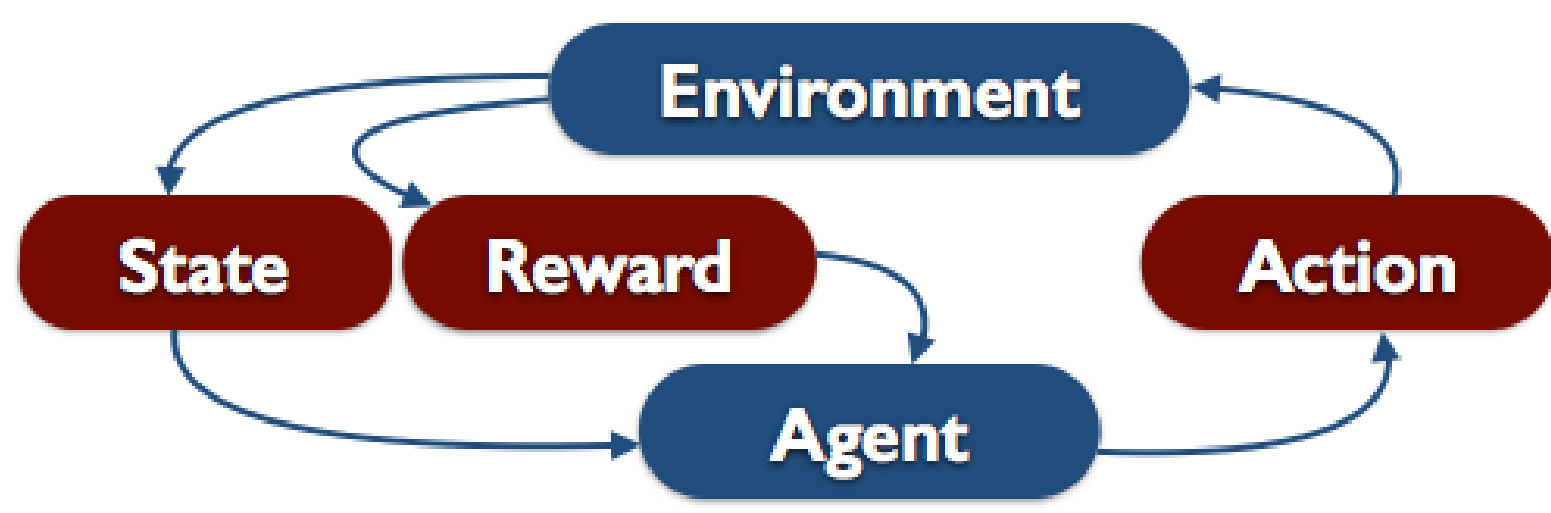 Environment
State
Reward
Action
Agent